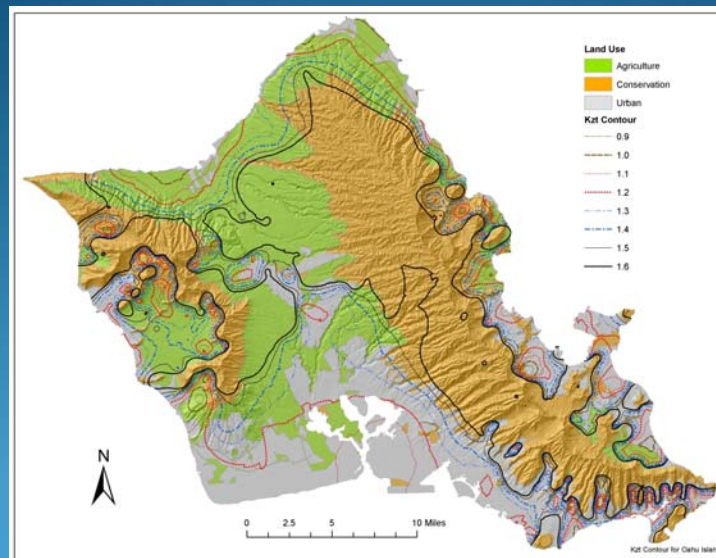 Land Use
Agriculture
Conservation
Urban
Kzt Contour
0.9
1.0
1.1
1.2
1.3
1.4
1.5
1.6
N
0 2.5 5 10 Miles
Kzt Contour for Oahu Island